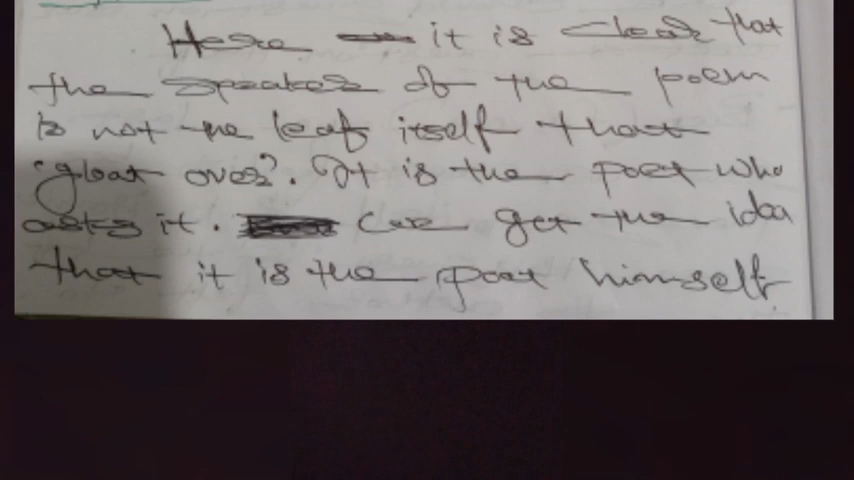 Here it is clear that
the speaker of the poem
is not the leaf itself that
'gloat over'. It is the poet who
asks it. We get the idea
that it is the poet himself